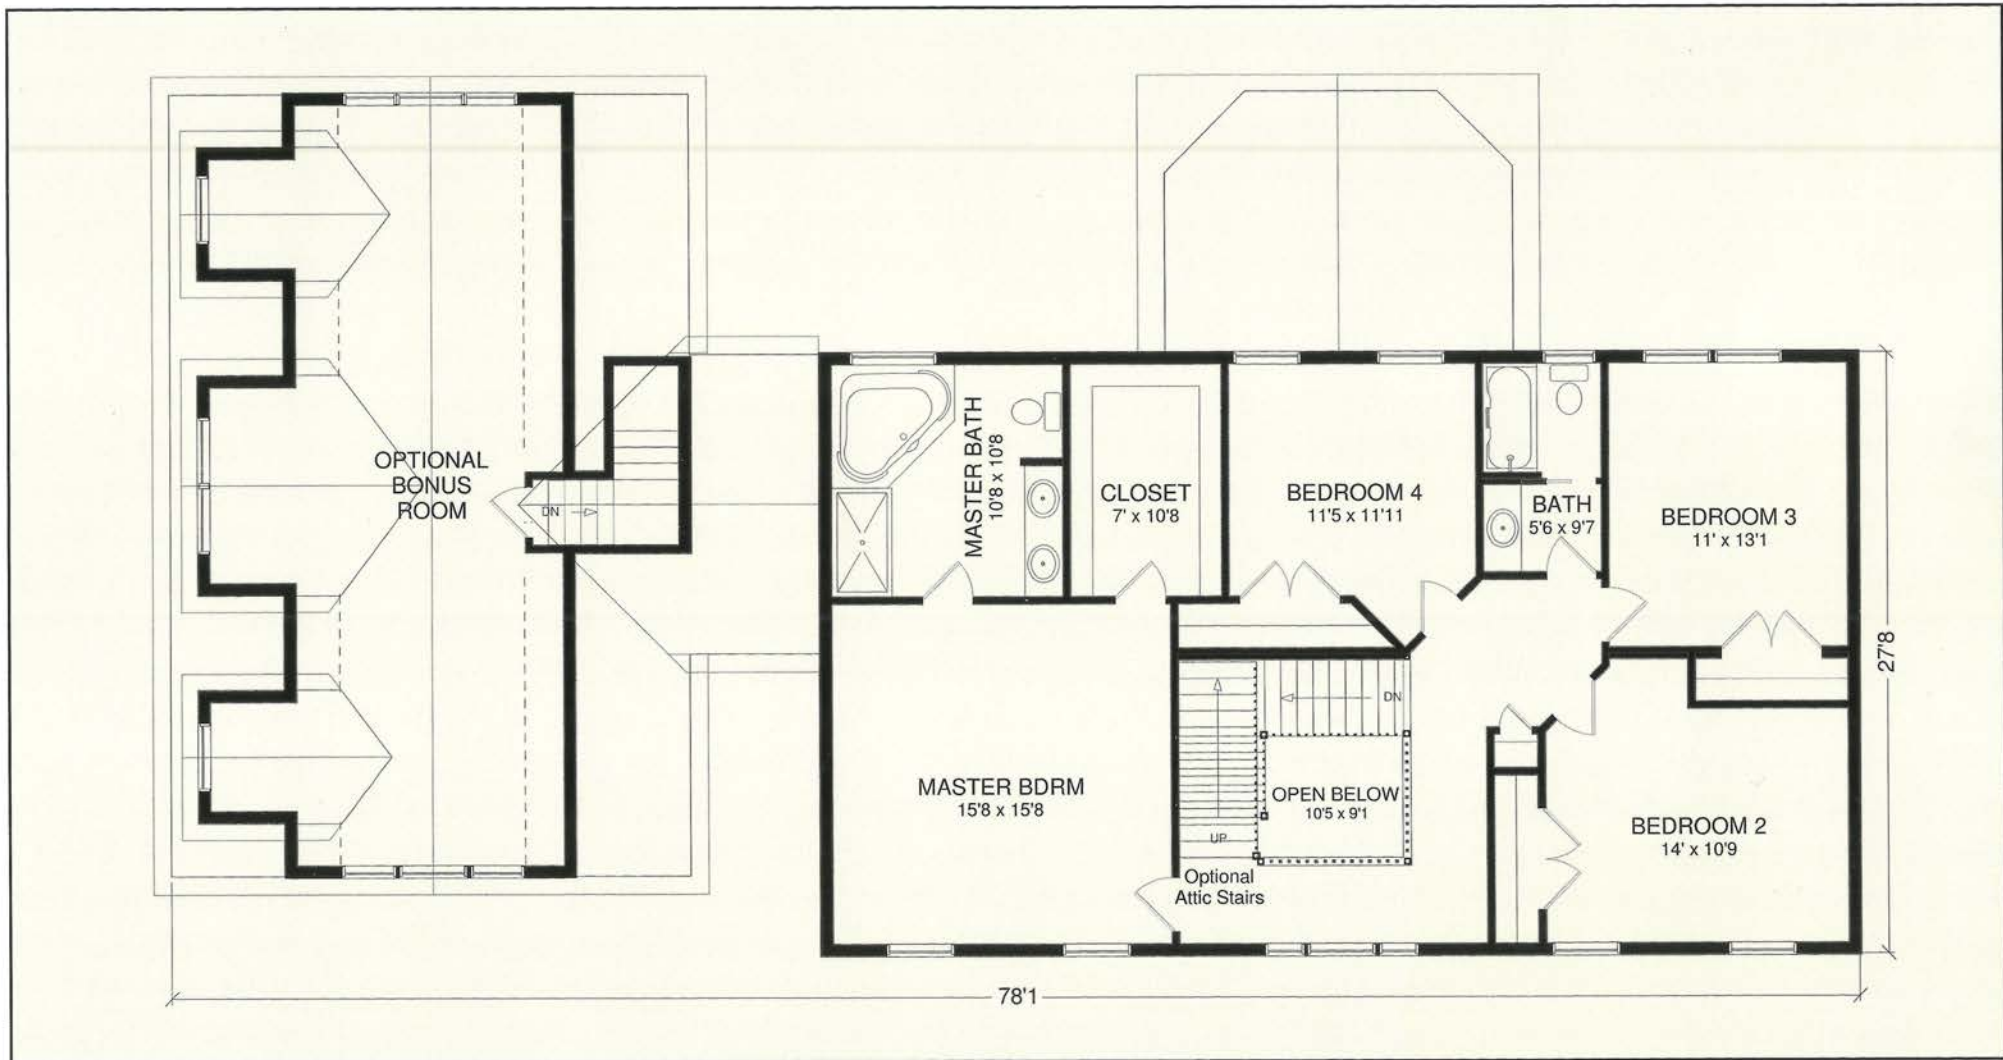 OPTIONAL
BONUS
ROOM
DN
MASTER BATH
10'8 x 10'8
CLOSET
7' x 10'8
BEDROOM 4
11'5 x 11'11
BATH
5'6 x 9'7
BEDROOM 3
11' x 13'1
27'8
DN
MASTER BDRM
15'8 x 15'8
OPEN BELOW
10'5 x 9'1
UP
Optional
Attic Stairs
BEDROOM 2
14' x 10'9
78'1